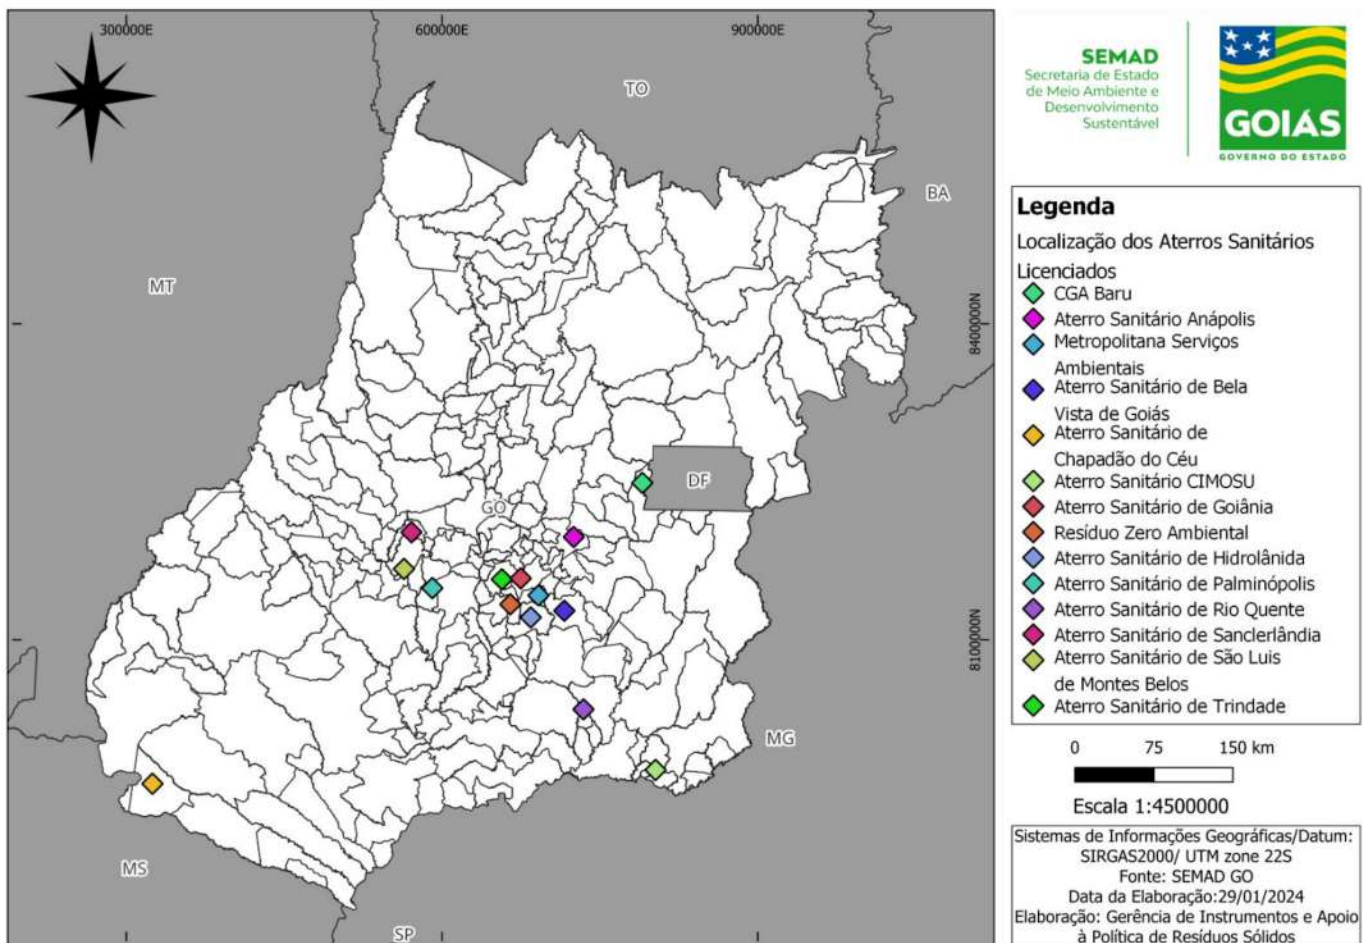 300000E
600000E
900000E
TO
BA
MT
8400000N
DF
GO
8100000N
MG
MS
SP
SEMAD
Secretaria de Estado
de Meio Ambiente e
Desenvolvimento
Sustentável
GOIÁS
GOVERNO DO ESTADO
Legenda
Localização dos Aterros Sanitários
Licenciados
CGA Baru
Aterro Sanitário Anápolis
Metropolitana Serviços
Ambientais
Aterro Sanitário de Bela
Vista de Goiás
Aterro Sanitário de
Chapadão do Céu
Aterro Sanitário CIMOSU
Aterro Sanitário de Goiânia
Resíduo Zero Ambiental
Aterro Sanitário de Hidrolânida
Aterro Sanitário de Palminópolis
Aterro Sanitário de Rio Quente
Aterro Sanitário de Sanclerlândia
Aterro Sanitário de São Luis
de Montes Belos
Aterro Sanitário de Trindade
0 75 150 km
Escala 1:4500000
Sistemas de Informações Geográficas/Datum:
SIRGAS2000/ UTM zone 22S
Fonte: SEMAD GO
Data da Elaboração:29/01/2024
Elaboração: Gerência de Instrumentos e Apoio
à Política de Resíduos Sólidos